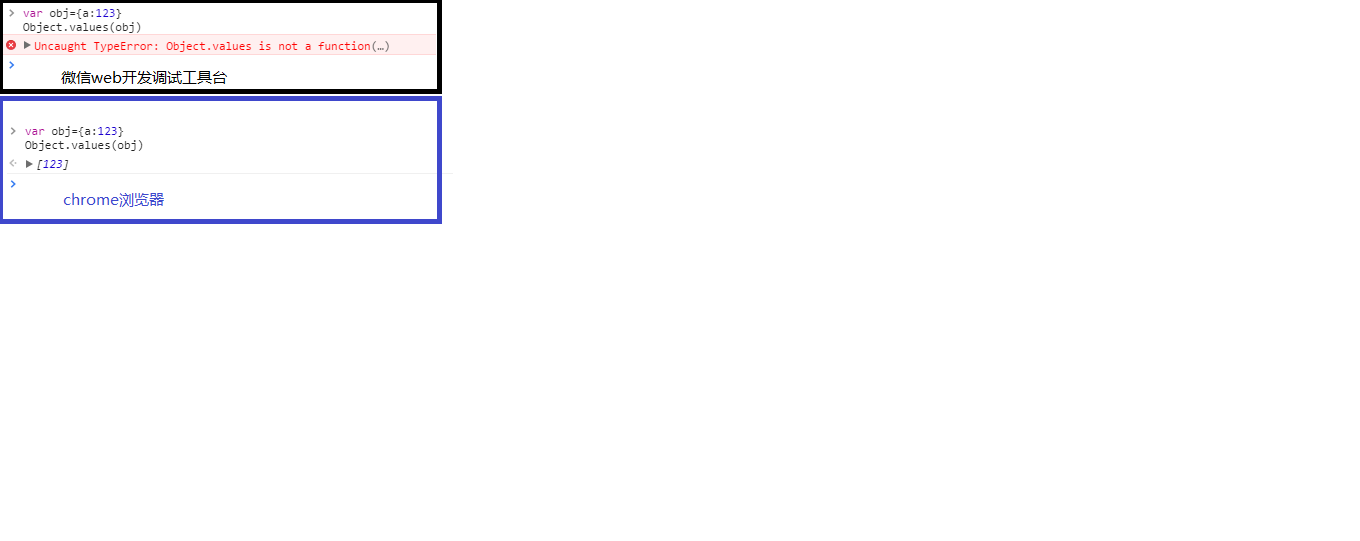 > var obj={a:123}
Object.values(obj)
Uncaught TypeError: Object.values is not a function(…)
>
微信web开发调试工具台
> var obj={a:123}
Object.values(obj)
[123]
>
chrome浏览器